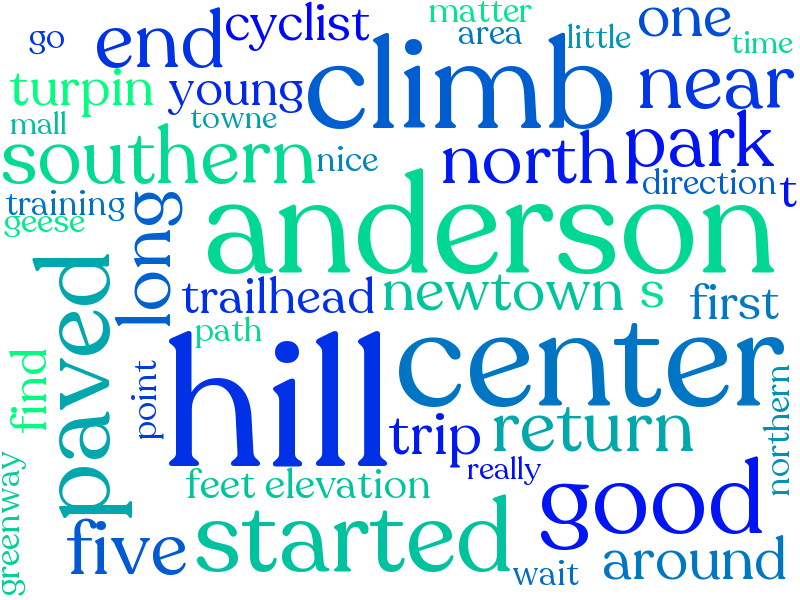 matter
go
end
cyclist
area
little
one
time
climb
turpin
young
near
mall
towne
southern
nice
north
park
direction
t
training
geese
long
anderson
trailhead
newtown
s
first
paved
path
hill
center
find
point
trip
return
northern
really
greenway
feet elevation
good
five
started
wait
around